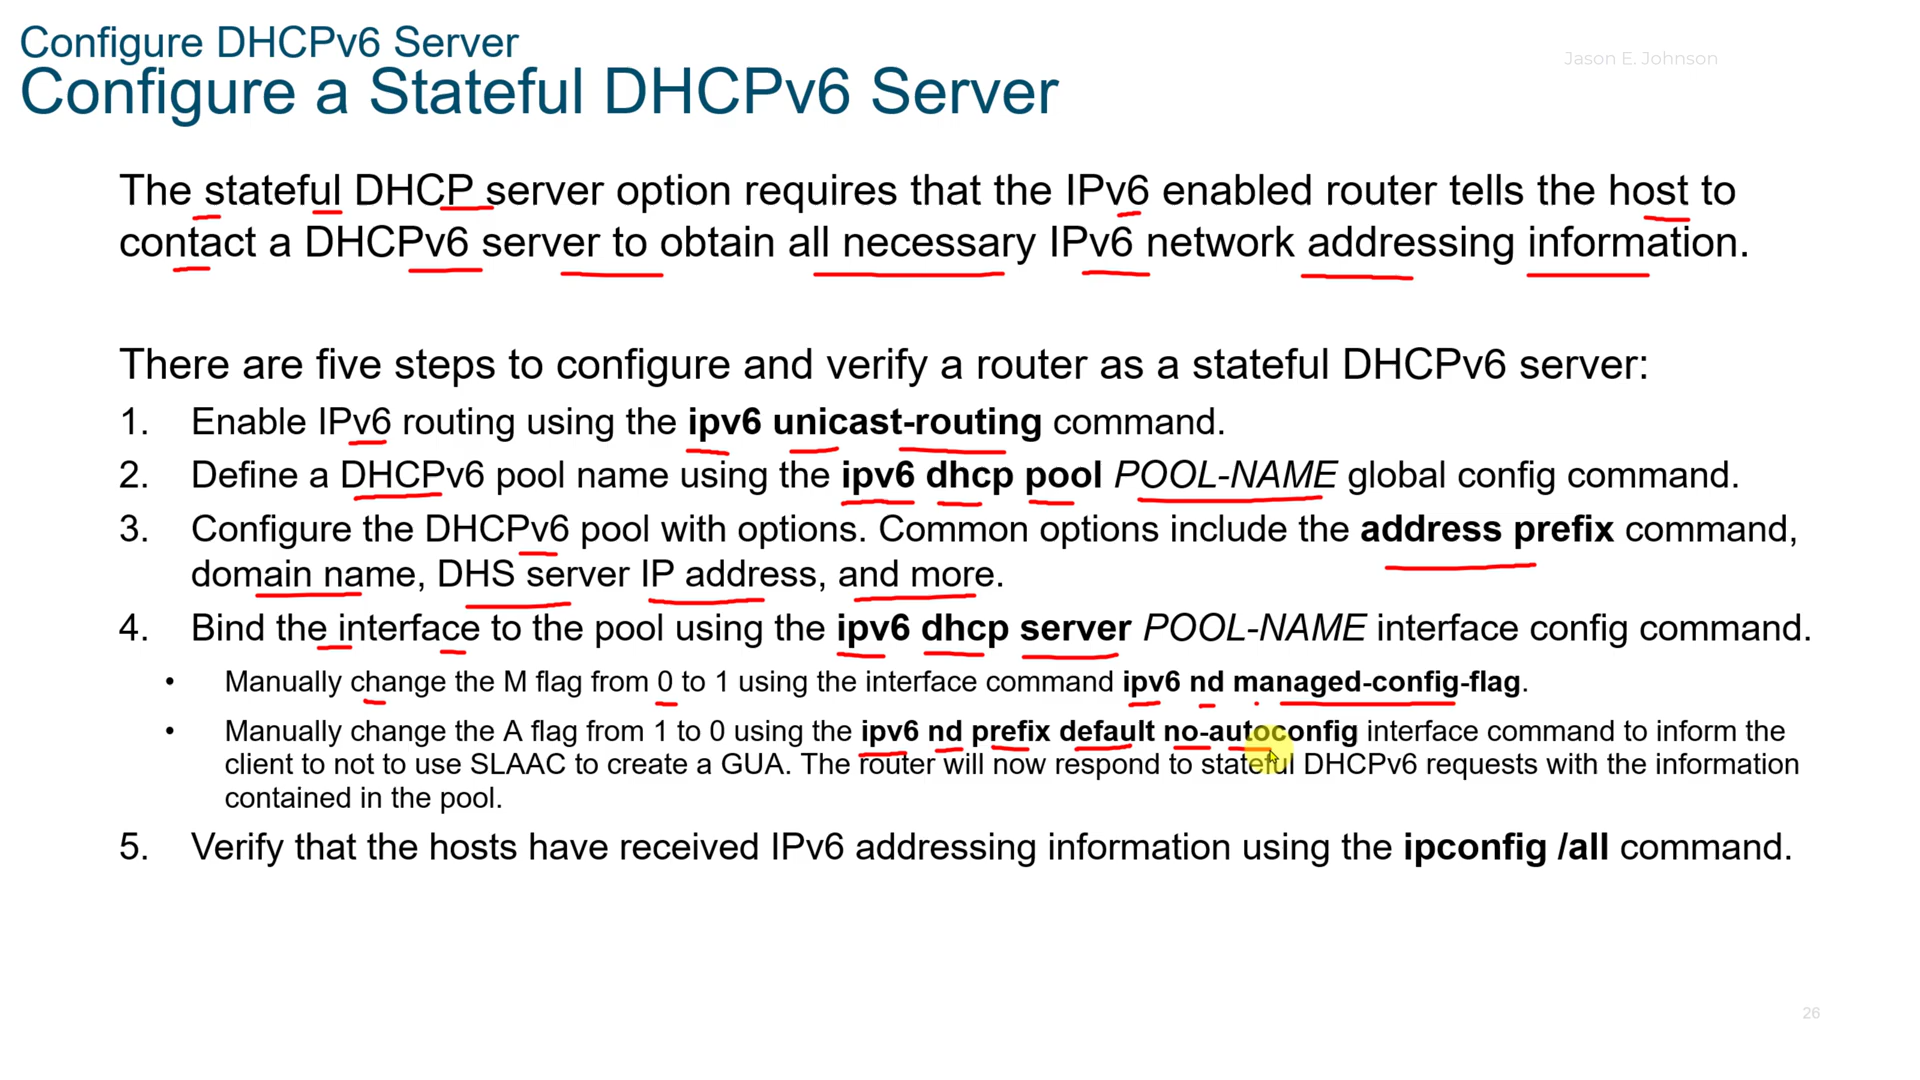 Configure DHCPv6 Server
Jason E. Johnson
Configure a Stateful DHCPv6 Server
The stateful DHCP server option requires that the IPv6 enabled router tells the host to
contact a DHCPv6 server to obtain all necessary IPv6 network addressing information.
There are five steps to configure and verify a router as a stateful DHCPv6 server:
1. Enable IPv6 routing using the ipv6 unicast-routing command.
2. Define a DHCPv6 pool name using the ipv6 dhcp pool POOL-NAME global config command.
3. Configure the DHCPv6 pool with options. Common options include the address prefix command,
domain name, DHS server IP address, and more.
4. Bind the interface to the pool using the ipv6 dhcp server POOL-NAME interface config command.
• Manually change the M flag from 0 to 1 using the interface command ipv6 nd managed-config-flag.
• Manually change the A flag from 1 to 0 using the ipv6 nd prefix default no-autoconfig interface command to inform the
client to not to use SLAAC to create a GUA. The router will now respond to stateful DHCPv6 requests with the information
contained in the pool.
5. Verify that the hosts have received IPv6 addressing information using the ipconfig /all command.
26